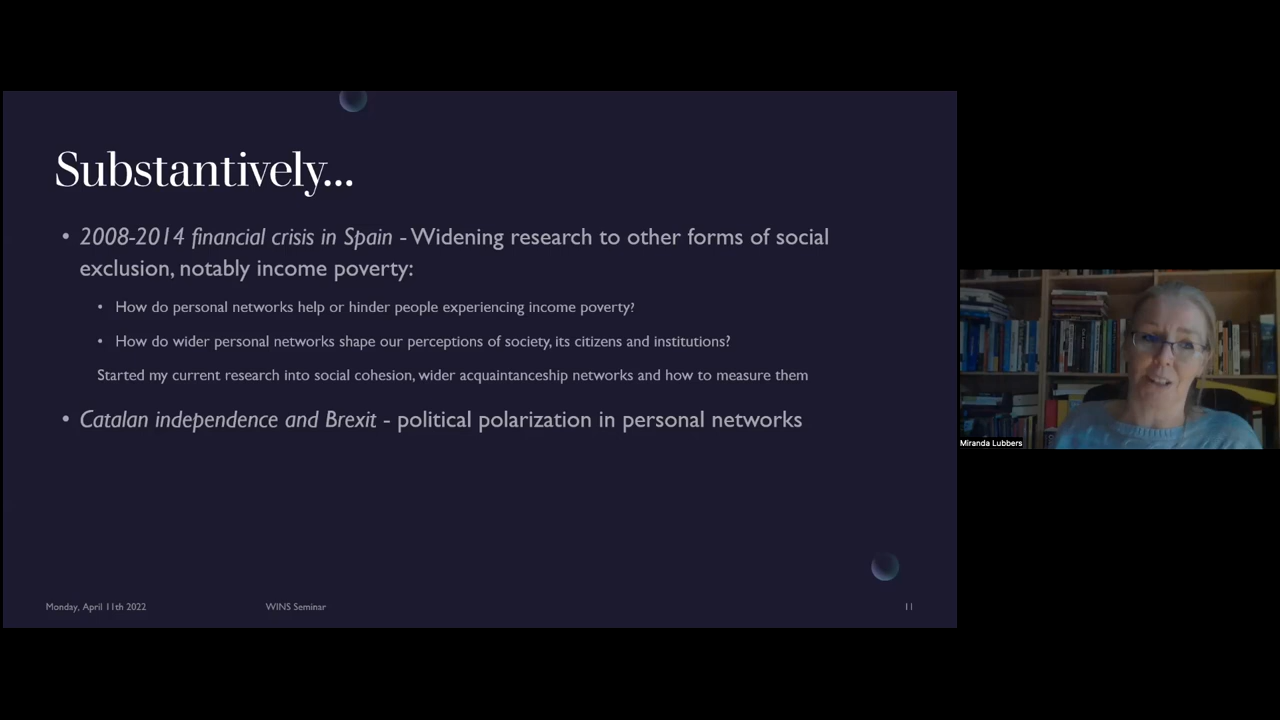 Substantively...
• 2008-2014 financial crisis in Spain - Widening research to other forms of social
exclusion, notably income poverty:
• How do personal networks help or hinder people experiencing income poverty?
• How do wider personal networks shape our perceptions of society, its citizens and institutions?
Started my current research into social cohesion, wider acquaintanceship networks and how to measure them
• Catalan independence and Brexit - political polarization in personal networks
Monday, April 11th 2022
WINS Seminar
11
Miranda Lubbers